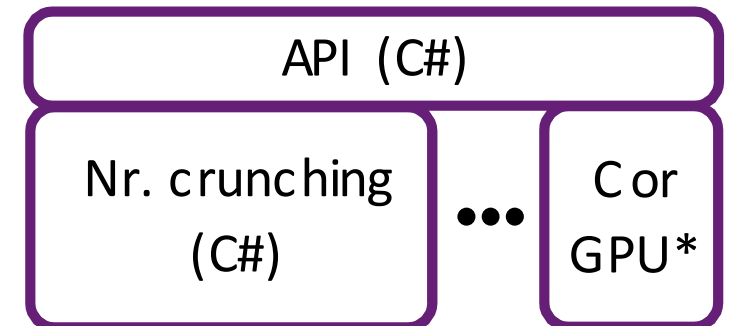 API (C#)
Nr. crunching
(C#)
•••
C or
GPU*